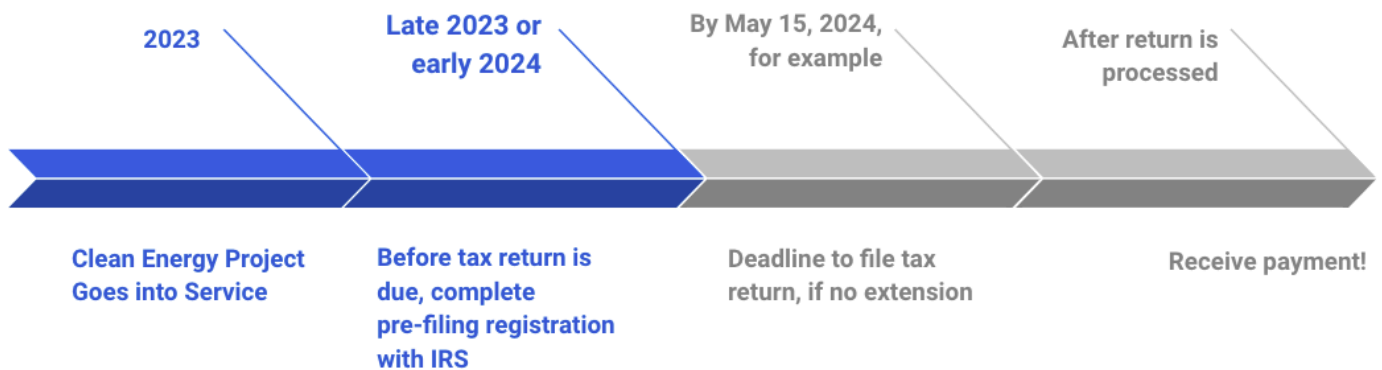 2023
Late 2023 or
early 2024
By May 15, 2024,
for example
After return is
processed
Clean Energy Project
Goes into Service
Before tax return is
due, complete
pre-filing registration
with IRS
Deadline to file tax
return, if no extension
Receive payment!